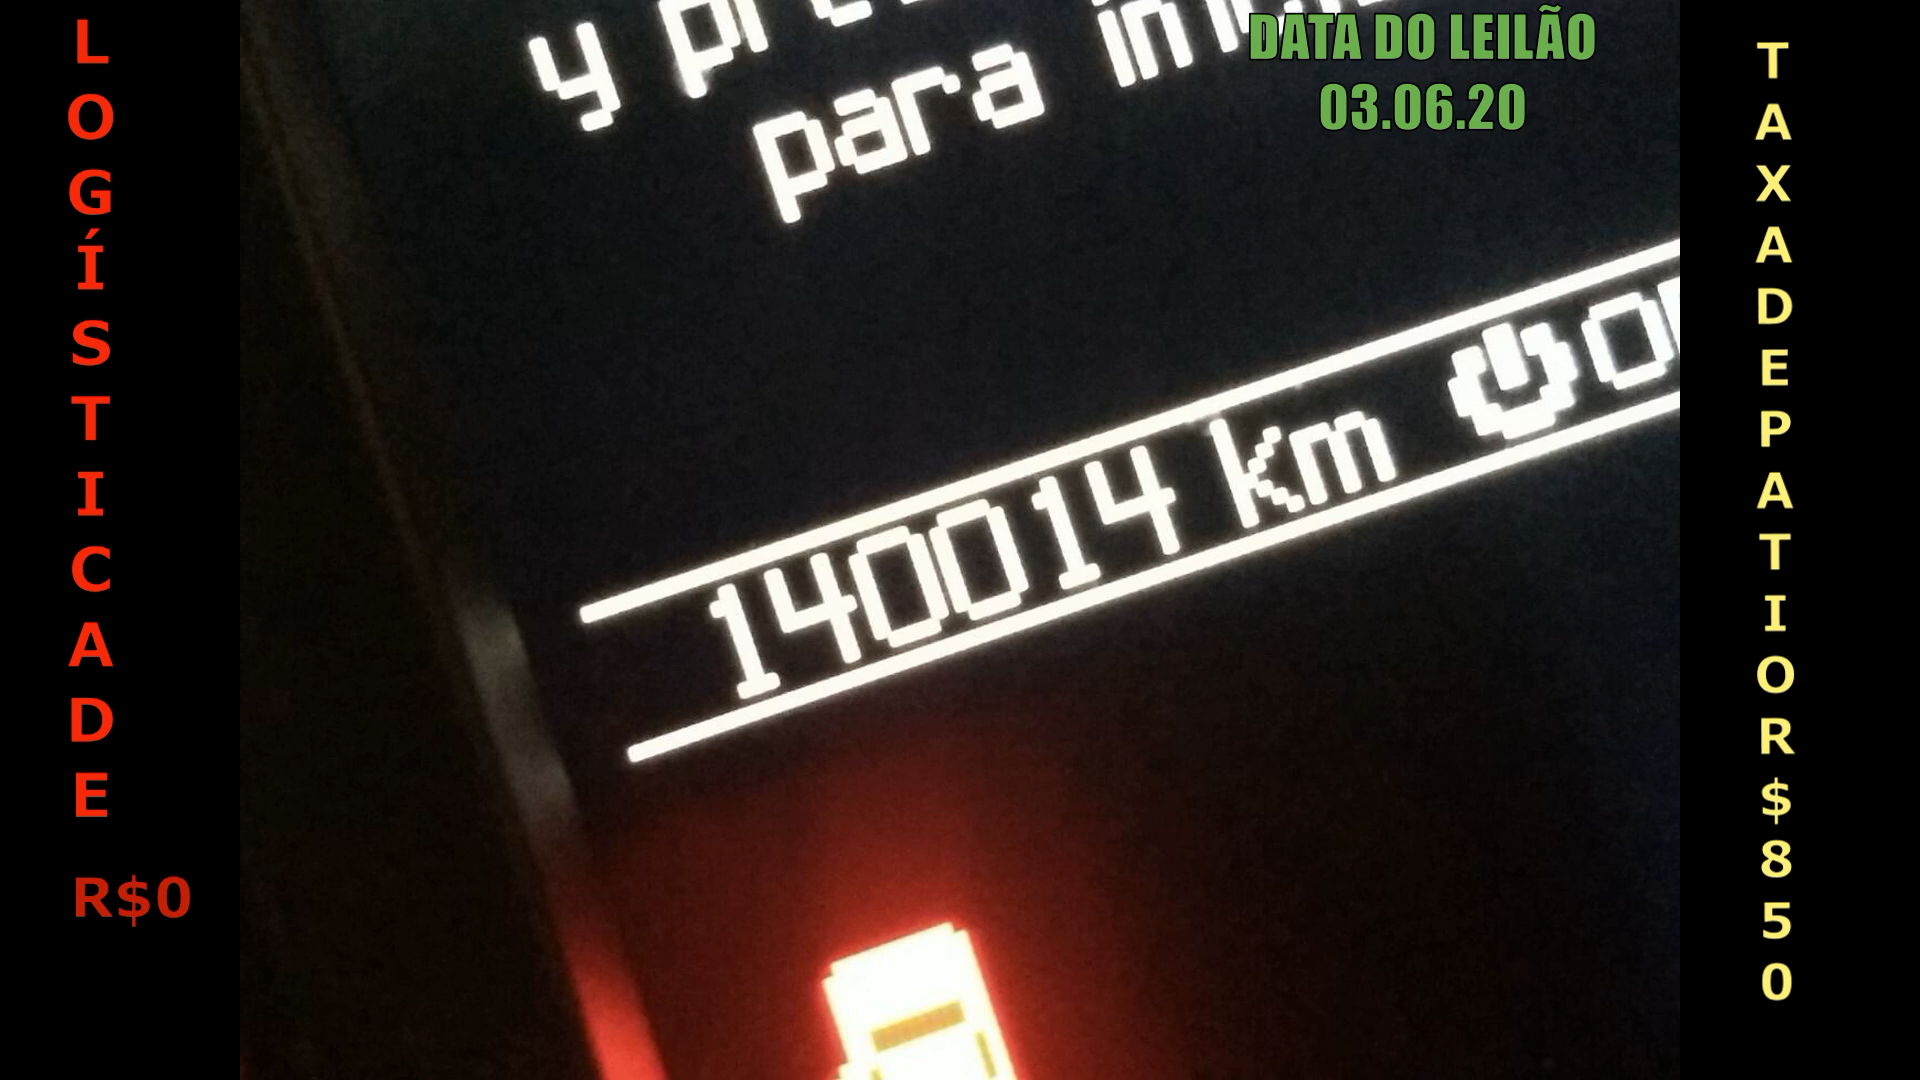 LOGÍSTICA DE
R$0
DATA DO LEILÃO
03.06.20
y
para
140014 km
TAXA DE PATIO R$850